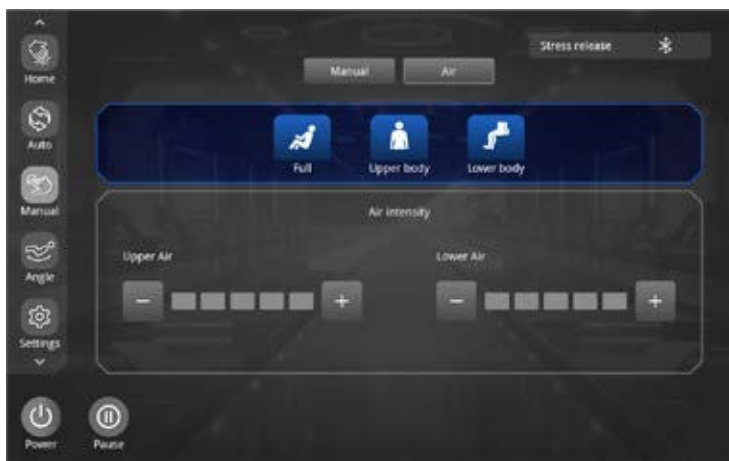 Stress release
Home
Manual
Air
Auto
Full
Upper body
Lower body
Manual
Air intensity
Upper Air
Lower Air
Angle
Settings
Power
Pause